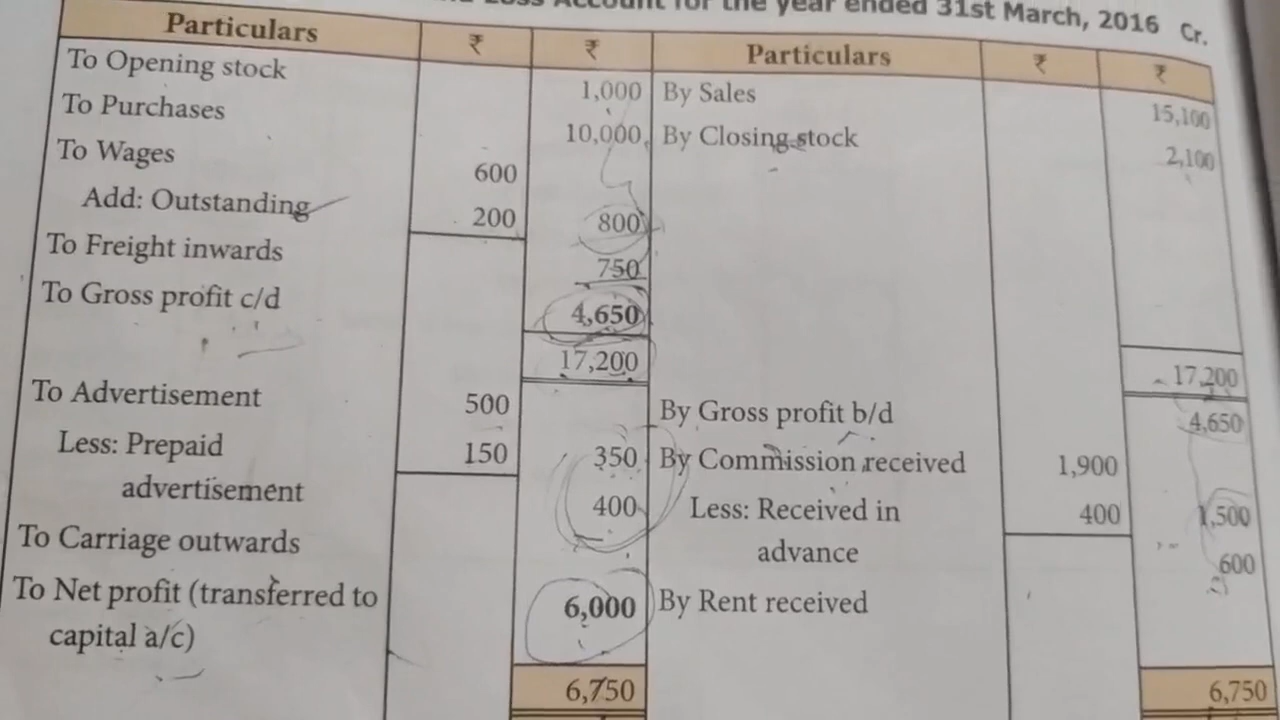 Loss Account for the year ended 31st March, 2016 Cr.
Particulars ₹ ₹ Particulars ₹ ₹
To Opening stock 1,000 By Sales 15,100
To Purchases 10,000 By Closing stock 2,100
To Wages 600
Add: Outstanding 200 800
To Freight inwards 750
To Gross profit c/d 4,650
17,200 17,200
To Advertisement 500 By Gross profit b/d 4,650
Less: Prepaid 150 350 By Commission received 1,900
advertisement 400 Less: Received in 400 1,500
To Carriage outwards advance 600
To Net profit (transferred to 6,000 By Rent received
capital a/c)
6,750 6,750